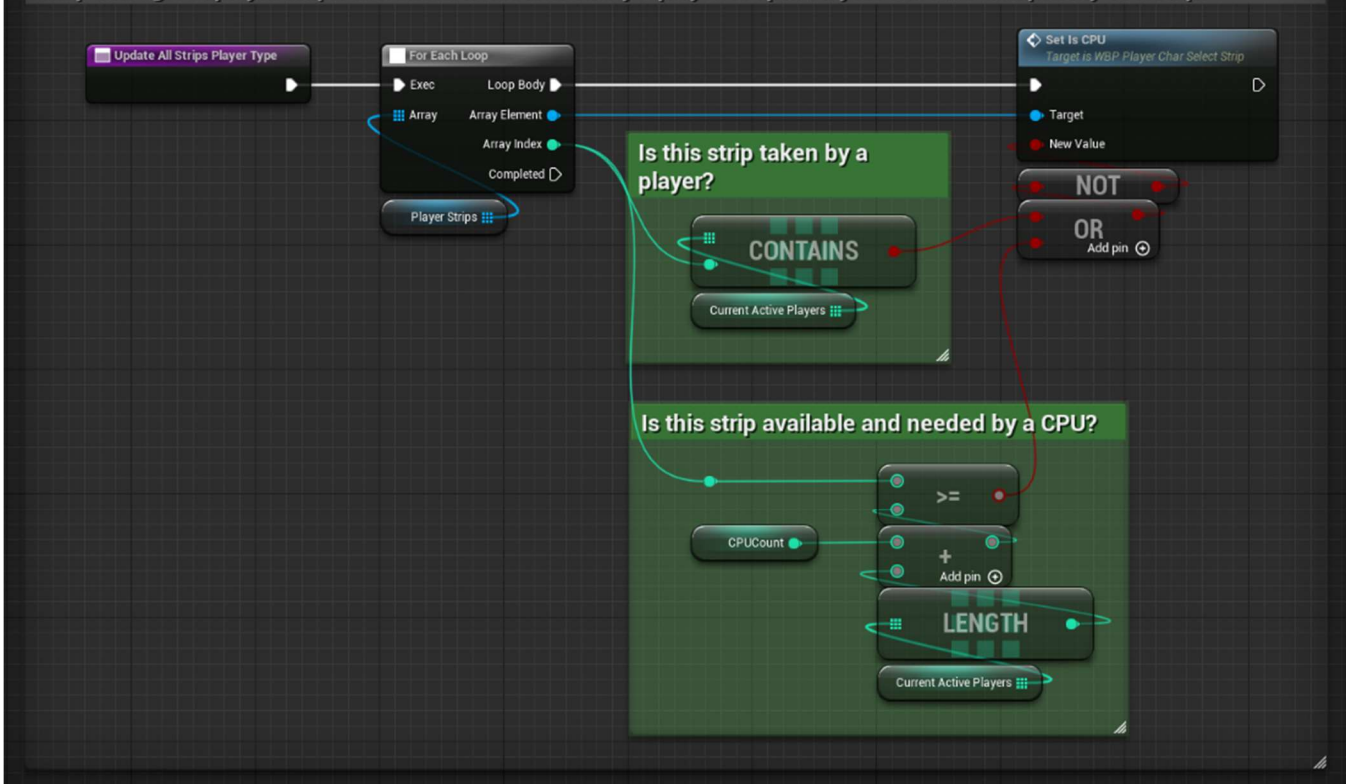 Update All Strips Player Type
For Each Loop
Exec
Loop Body
Array
Array Element
Array Index
Completed
Player Strips
Set Is CPU
Target is WBP Player Char Select Strip
Target
New Value
NOT
OR
Add pin
Is this strip taken by a
player?
CONTAINS
Current Active Players
Is this strip available and needed by a CPU?
>=
CPUCount
+
Add pin
LENGTH
Current Active Players